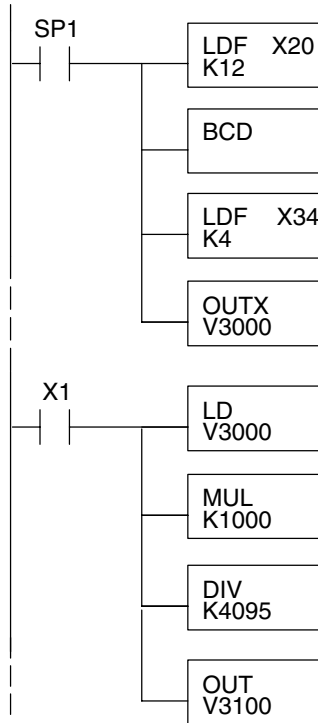 SP1
LDF X20
K12
BCD
LDF X34
K4
OUTX
V3000
X1
LD
V3000
MUL
K1000
DIV
K4095
OUT
V3100